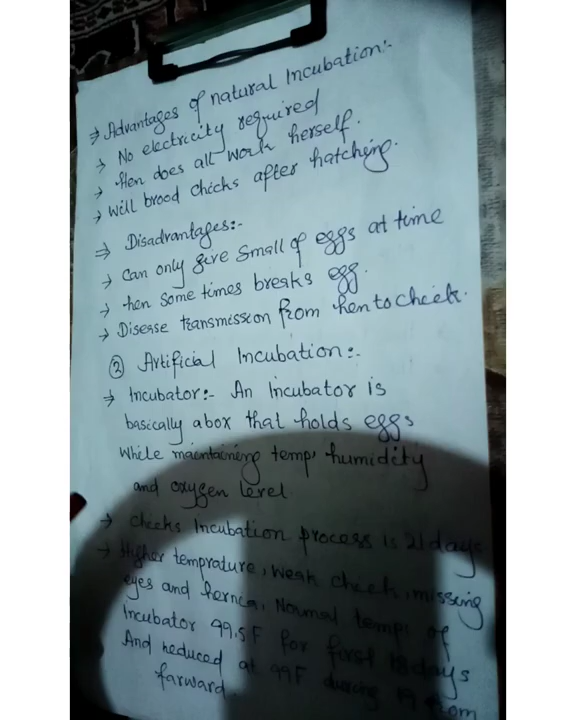 ⇒ Advantages of natural Incubation:-
→ No electricity required
→ Hen does all work herself.
→ Will brood chicks after hatching.
⇒ Disadvantages:-
→ Can only give small of eggs at time
→ hen some times breaks egg.
→ Disease transmission from hen to chick.
② Artificial Incubation:-
→ Incubator:- An Incubator is
basically a box that holds eggs
While maintaining temp, humidity
and oxygen level
→ chicks Incubation process is 21 days
→ Higher temprature, weak chick, missing
eyes and hernia, Normal temp: of
Incubator 99.5 F for first 18 days
And reduced at 99F during 19 from
farward.